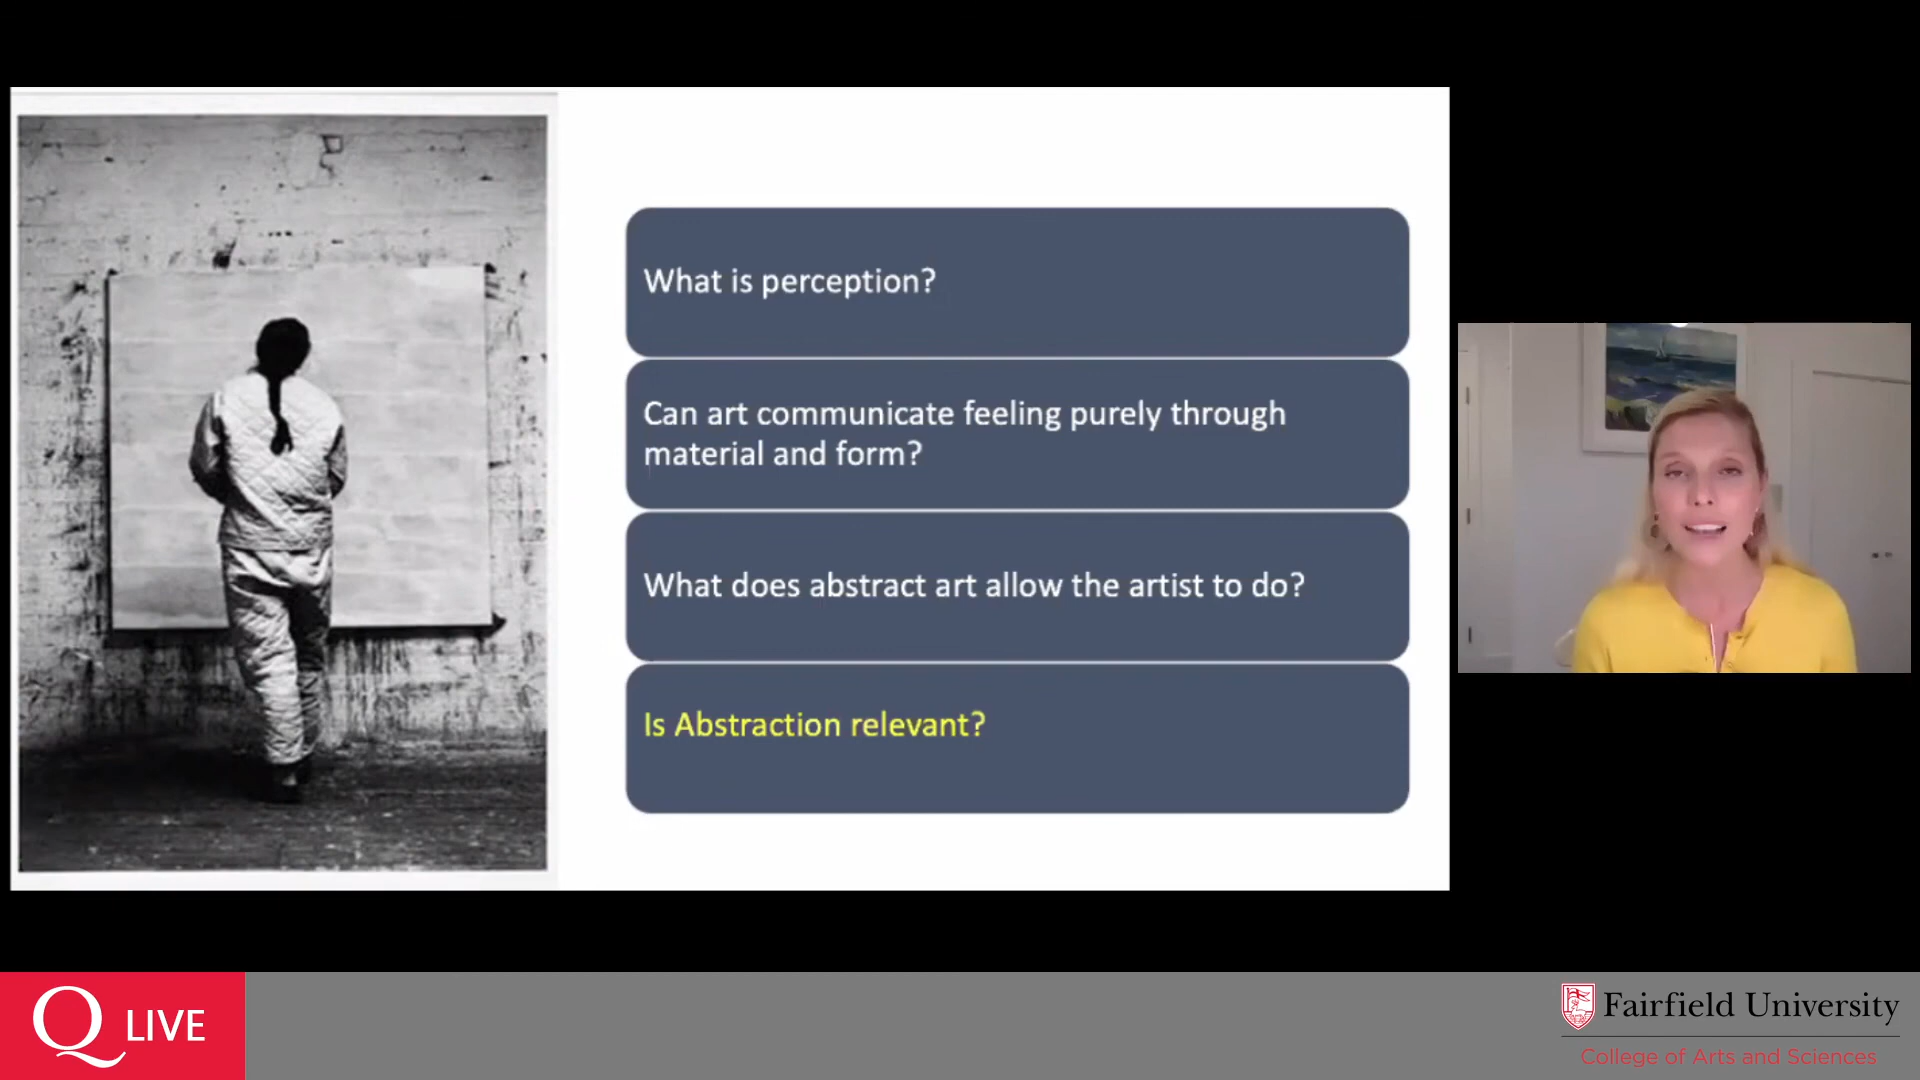 What is perception?
Can art communicate feeling purely through
material and form?
What does abstract art allow the artist to do?
Is Abstraction relevant?
Q LIVE
Fairfield University
College of Arts and Sciences